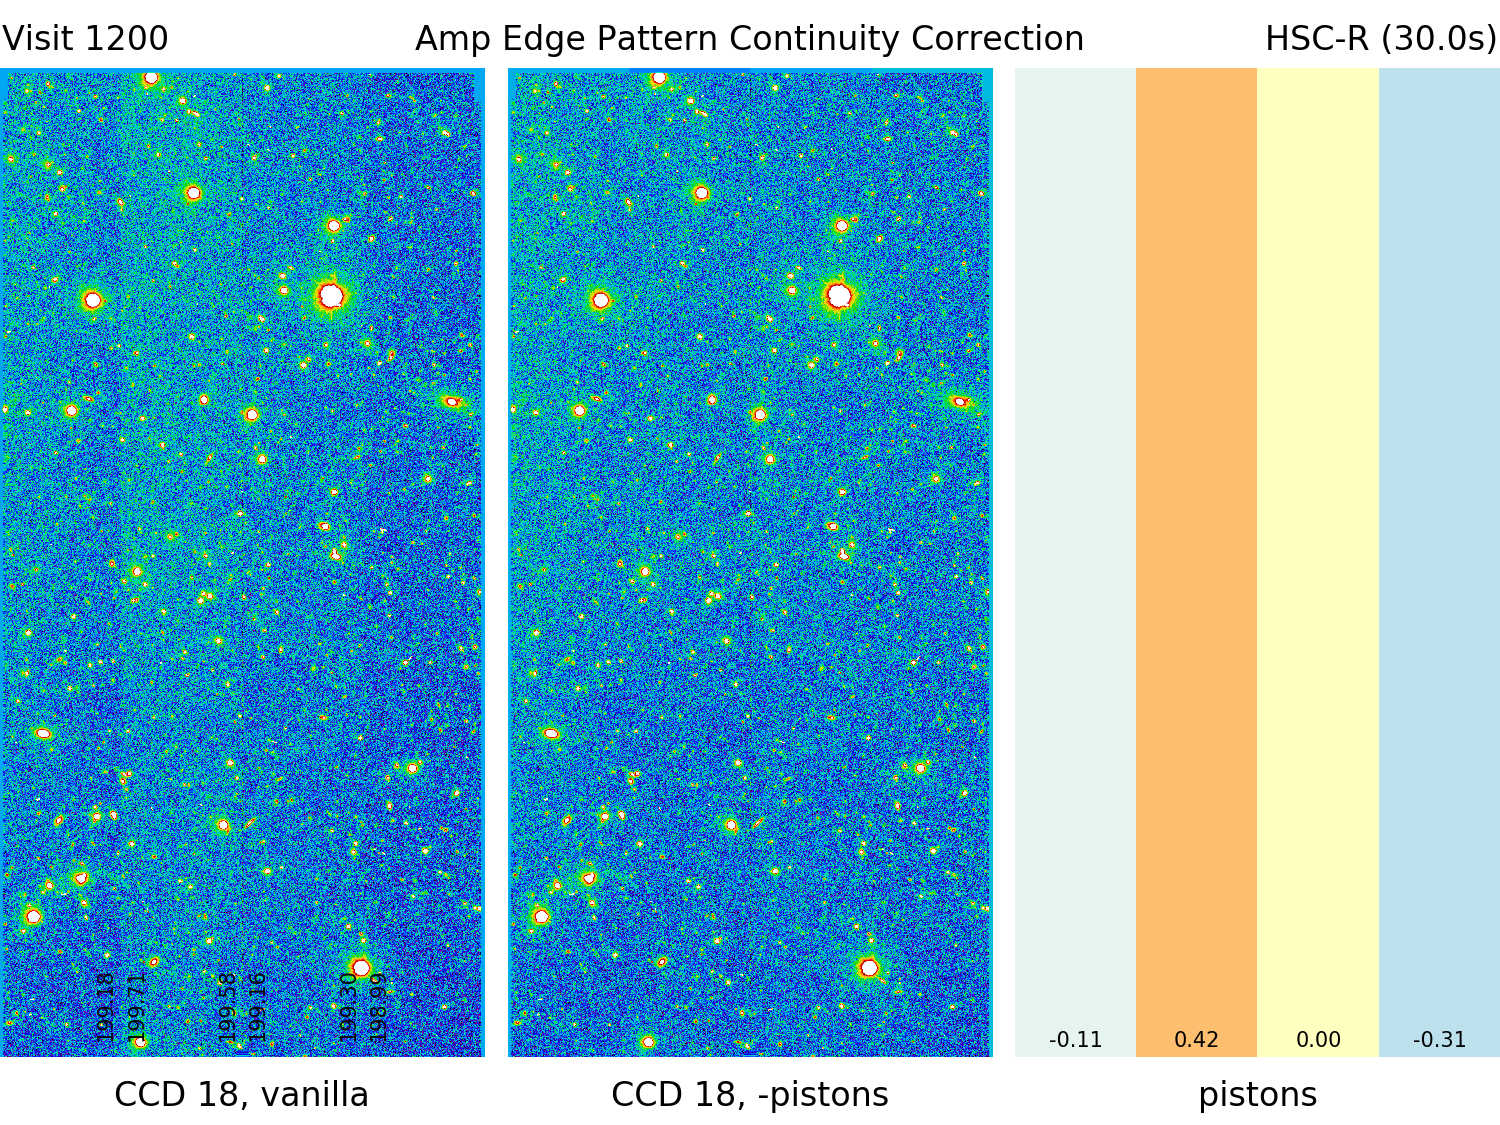 Visit 1200
Amp Edge Pattern Continuity Correction
HSC-R (30.0s)
199.18
199.71
199.58
199.16
199.30
198.99
-0.11
0.42
0.00
-0.31
CCD 18, vanilla
CCD 18, -pistons
pistons